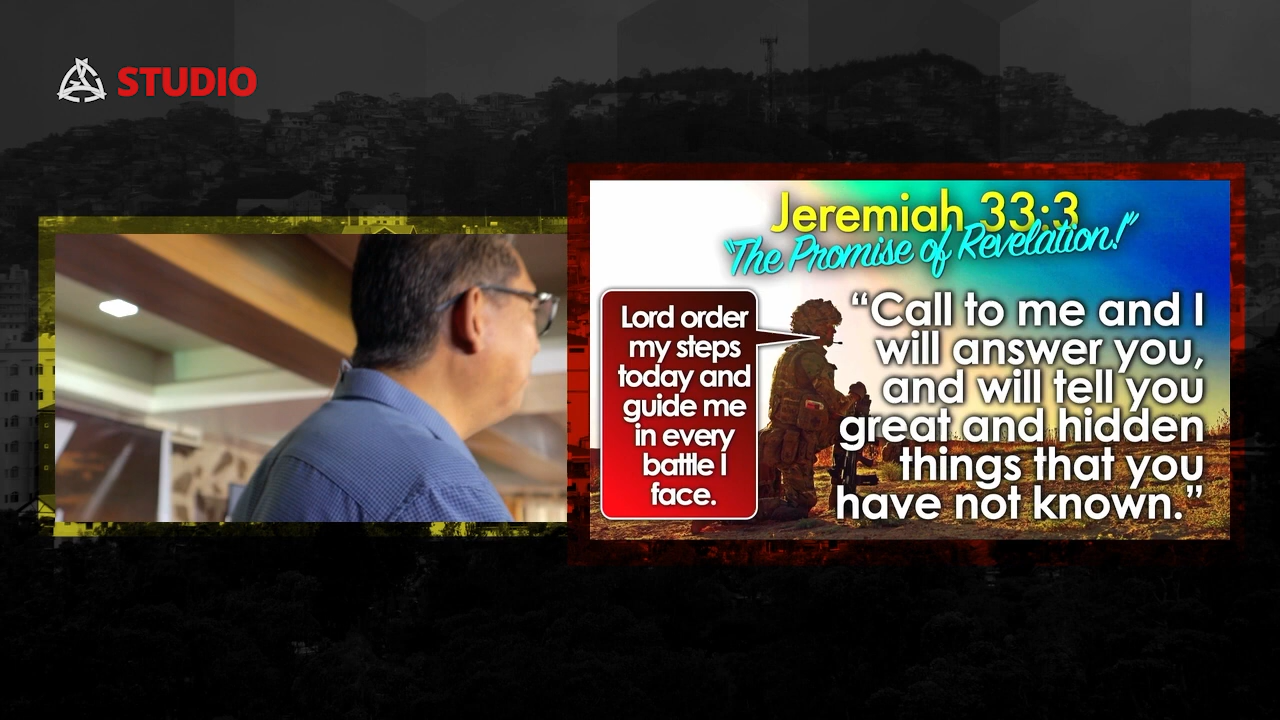 STUDIO
Jeremiah 33:3
"The Promise of Revelation!"
Lord order
my steps
today and
guide me
in every
battle I
face.
“Call to me and I
will answer you,
and will tell you
great and hidden
things that you
have not known.”